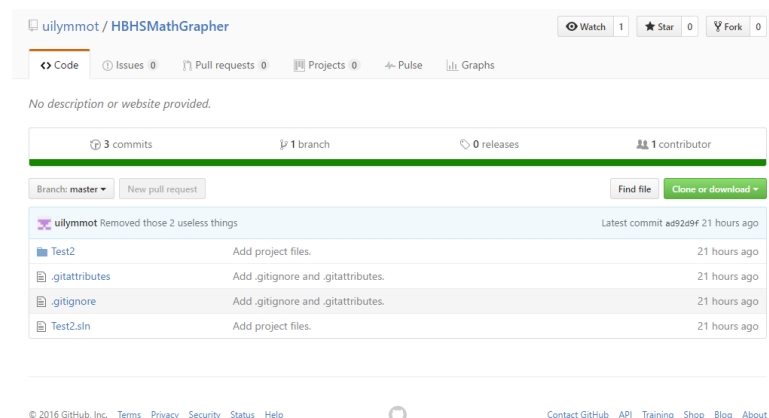 uilymmot / HBHSMathGrapher
Watch 1 Star 0 Fork 0
Code Issues 0 Pull requests 0 Projects 0 Pulse Graphs
No description or website provided.
3 commits 1 branch 0 releases 1 contributor
Branch: master New pull request Find file Clone or download
uilymmot Removed those 2 useless things Latest commit ad92d9f 21 hours ago
Test2 Add project files. 21 hours ago
.gitattributes Add .gitignore and .gitattributes. 21 hours ago
.gitignore Add .gitignore and .gitattributes. 21 hours ago
Test2.sln Add project files. 21 hours ago
© 2016 GitHub, Inc. Terms Privacy Security Status Help Contact GitHub API Training Shop Blog About